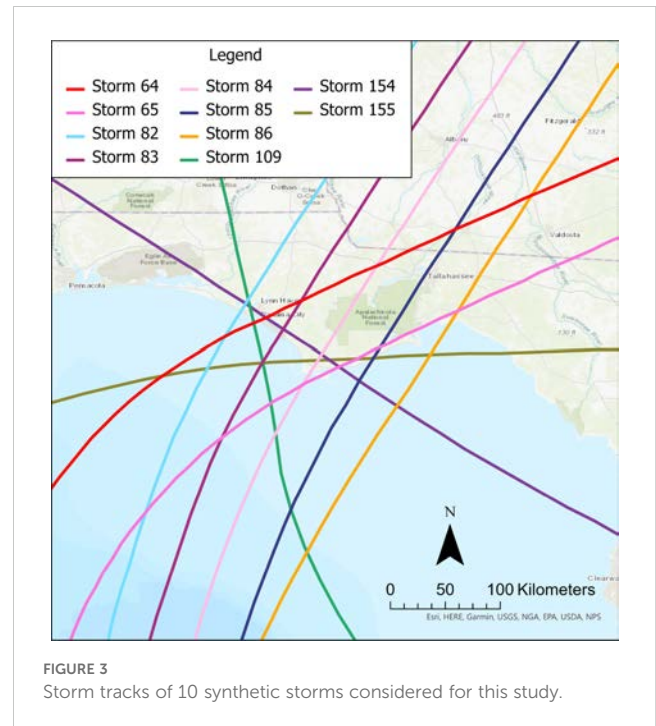 Legend
Storm 64
Storm 84
Storm 154
Storm 65
Storm 85
Storm 155
Storm 82
Storm 86
Storm 83
Storm 109
Albany
Fitzgerald
Dothan
Valdosta
Pensacola
Tallahassee
Apalachicola
National
Forest
N
0 50 100 Kilometers
Esri, HERE, Garmin, USGS, NGA, EPA, USDA, NPS
FIGURE 3
Storm tracks of 10 synthetic storms considered for this study.